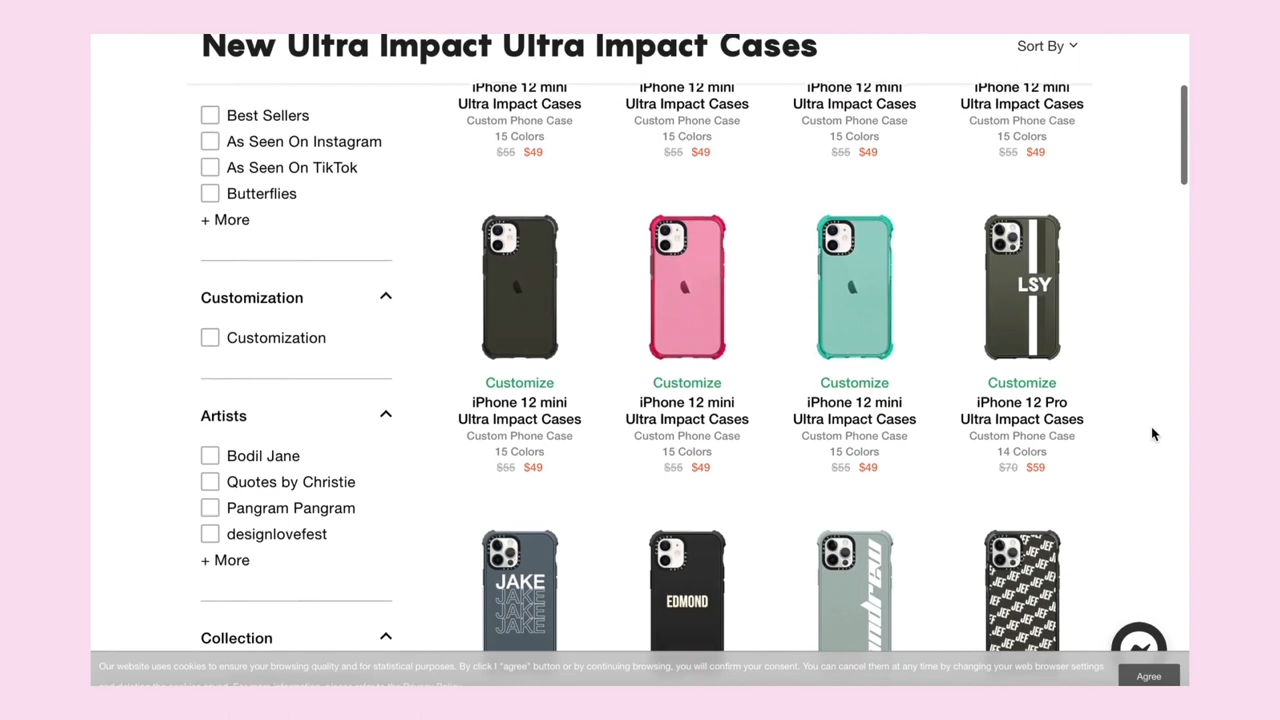 New Ultra Impact Ultra Impact Cases
Sort By
iPhone 12 mini
Ultra Impact Cases
Custom Phone Case
15 Colors
$55 $49
iPhone 12 mini
Ultra Impact Cases
Custom Phone Case
15 Colors
$55 $49
iPhone 12 mini
Ultra Impact Cases
Custom Phone Case
15 Colors
$55 $49
iPhone 12 mini
Ultra Impact Cases
Custom Phone Case
15 Colors
$55 $49
Best Sellers
As Seen On Instagram
As Seen On TikTok
Butterflies
+ More
Customization
Customization
Artists
Bodil Jane
Quotes by Christie
Pangram Pangram
designlovefest
+ More
Collection
LSY
Customize
iPhone 12 mini
Ultra Impact Cases
Custom Phone Case
15 Colors
$55 $49
Customize
iPhone 12 mini
Ultra Impact Cases
Custom Phone Case
15 Colors
$55 $49
Customize
iPhone 12 mini
Ultra Impact Cases
Custom Phone Case
15 Colors
$55 $49
Customize
iPhone 12 Pro
Ultra Impact Cases
Custom Phone Case
14 Colors
$70 $59
JAKE
JAKE
JAKE
JAKE
EDMOND
ndrew
JEF
Our website uses cookies to ensure your browsing quality and for statistical purposes. By click I "agree" button or by continuing browsing, you will confirm your consent. You can cancel them at any time by changing your web browser settings
Agree